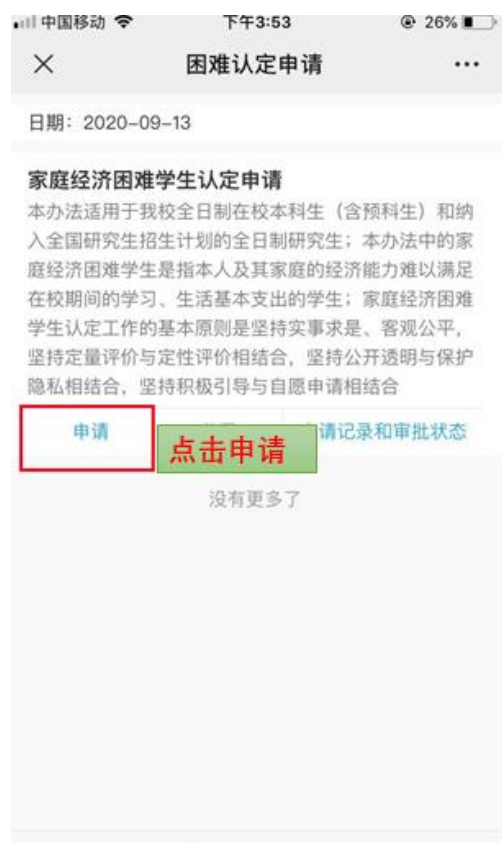 中国移动 下午3:53 26%
困难认定申请
日期：2020-09-13
家庭经济困难学生认定申请
本办法适用于我校全日制在校本科生（含预科生）和纳
入全国研究生招生计划的全日制研究生；本办法中的家
庭经济困难学生是指本人及其家庭的经济能力难以满足
在校期间的学习、生活基本支出的学生；家庭经济困难
学生认定工作的基本原则是坚持实事求是、客观公平，
坚持定量评价与定性评价相结合，坚持公开透明与保护
隐私相结合，坚持积极引导与自愿申请相结合
申请 点击申请 请记录和审批状态
没有更多了